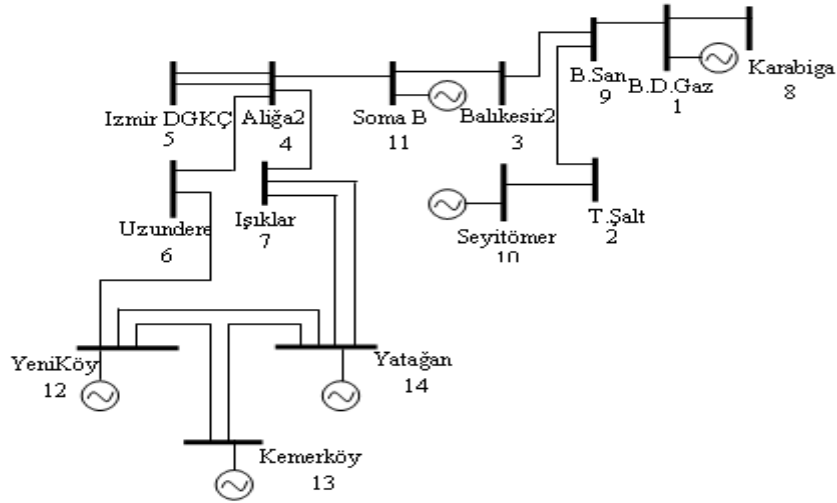 Izmir DGKÇ
5
Aliğa2
4
Soma B
11
Balıkesir2
3
B.San
9
B.D.Gaz
1
Karabiga
8
Uzundere
6
Işıklar
7
Seyitömer
10
T.Şalt
2
YeniKöy
12
Yatağan
14
Kemerköy
13